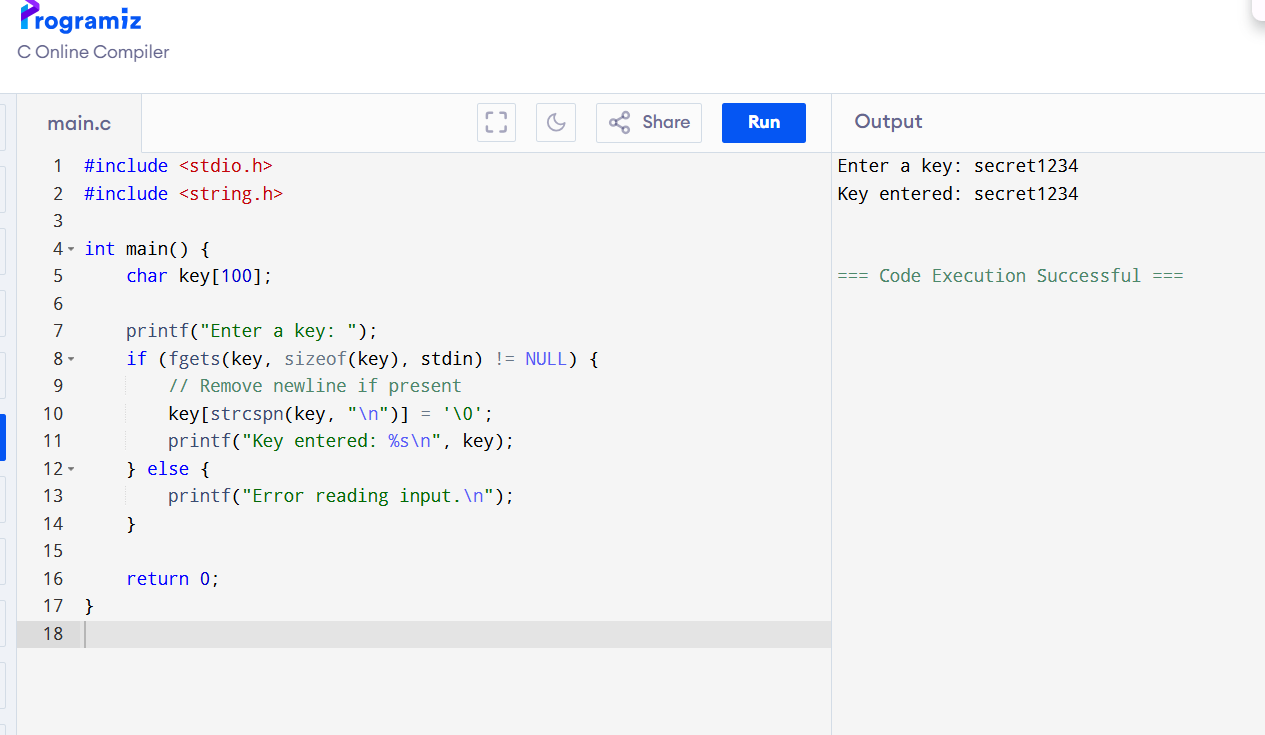 Programiz
C Online Compiler
main.c
Share
Run
Output
1 #include <stdio.h>
2 #include <string.h>
3
4 int main() {
5     char key[100];
6
7     printf("Enter a key: ");
8     if (fgets(key, sizeof(key), stdin) != NULL) {
9         // Remove newline if present
10         key[strcspn(key, "\n")] = '\0';
11         printf("Key entered: %s\n", key);
12     } else {
13         printf("Error reading input.\n");
14     }
15
16     return 0;
17 }
18
Enter a key: secret1234
Key entered: secret1234
=== Code Execution Successful ===